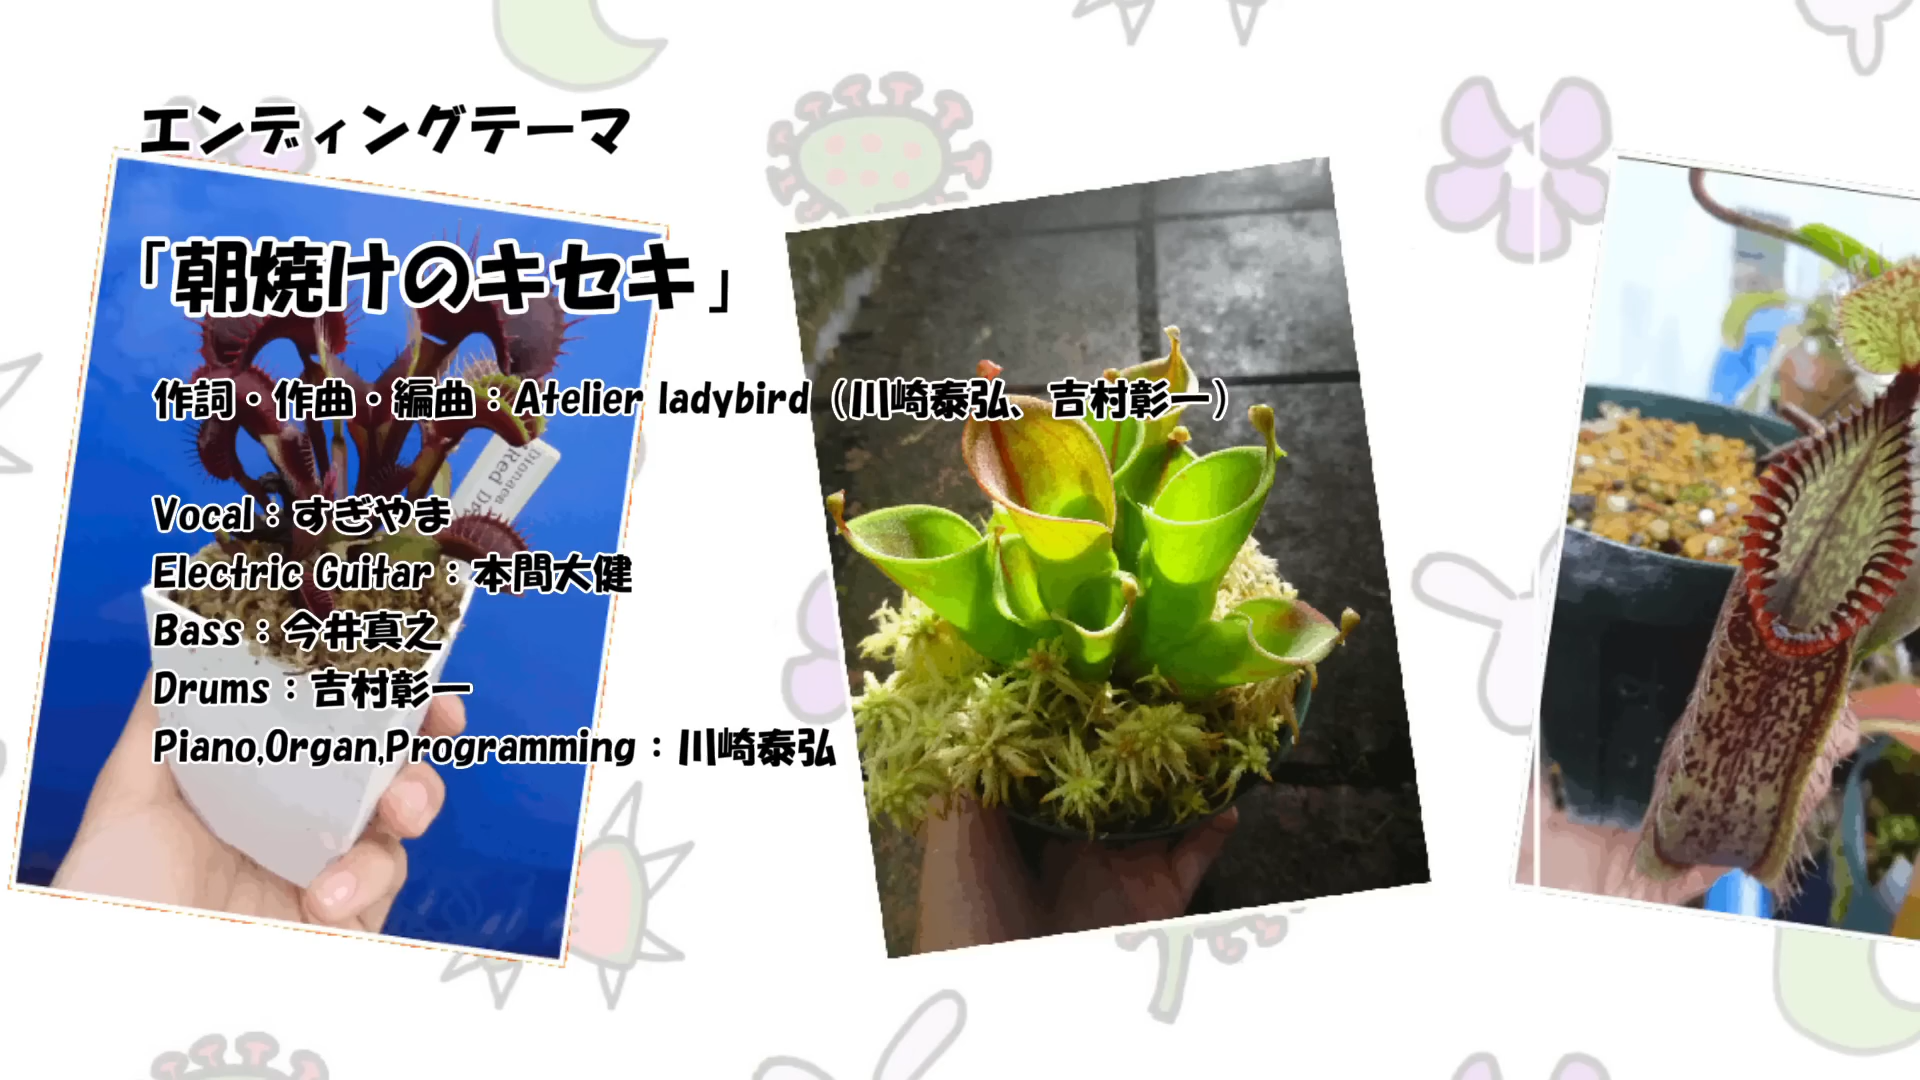 エンディングテーマ
「朝焼けのキセキ」
作詞・作曲・編曲：Atelier ladybird（川崎泰弘、吉村彰一）
Vocal：すぎやま
Electric Guitar：本間大健
Bass：今井真之
Drums：吉村彰一
Piano,Organ,Programming：川崎泰弘
Dionaea
Red